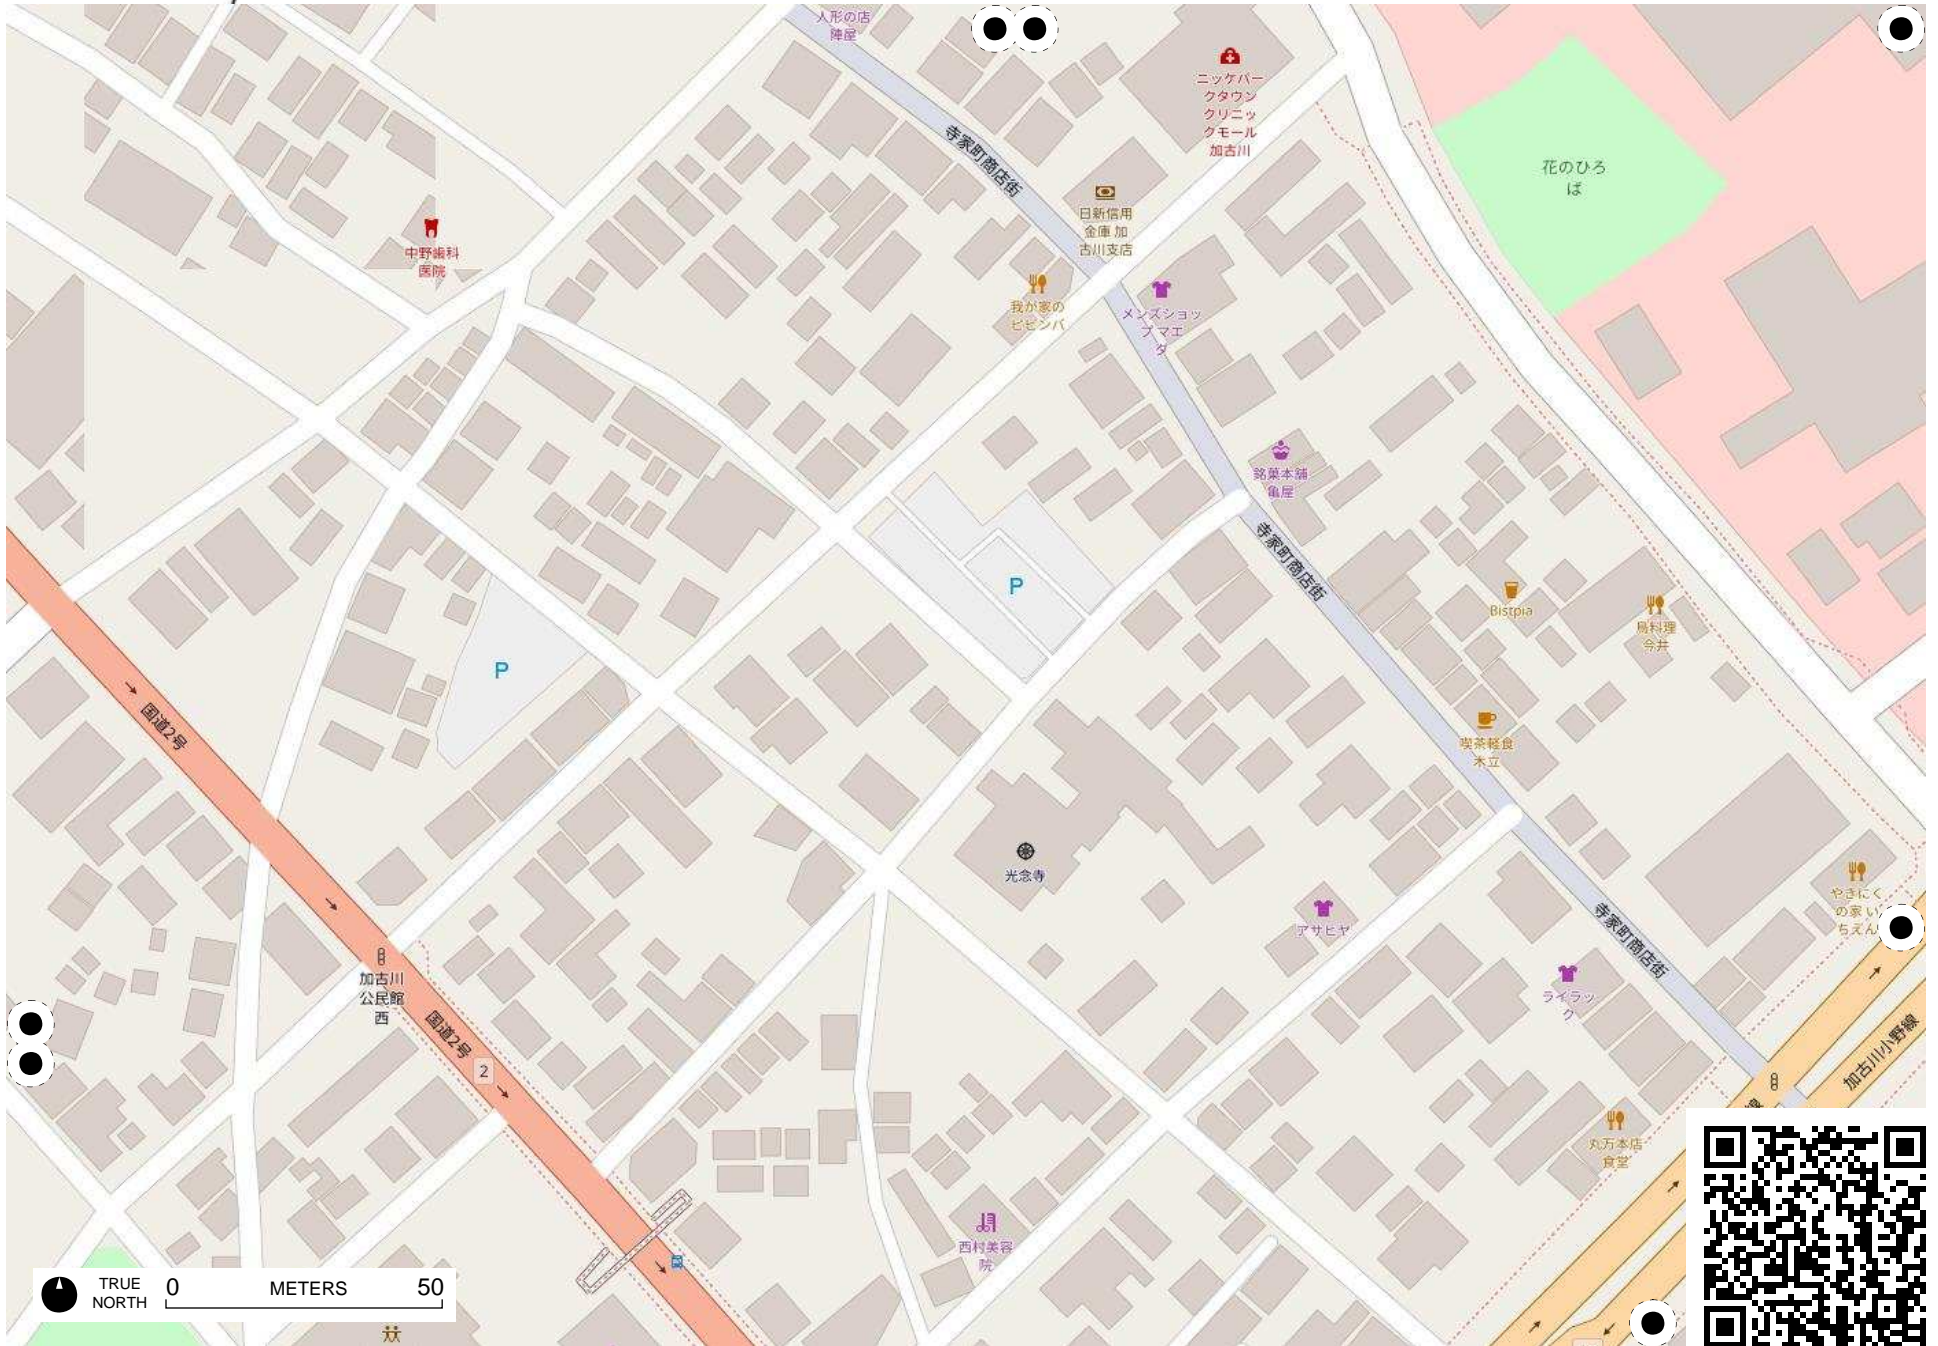 人形の店
陣屋
ニッケパー
クタウン
クリニッ
クモール
加古川
寺家町商店街
花のひろ
ば
日新信用
金庫 加
古川支店
中野歯科
医院
我が家の
ビビンバ
メンズショッ
プ マエ
ダ
銘菓本舗
亀屋
寺家町商店街
P
Bistpia
鳥料理
今井
P
国道2号
喫茶軽食
木立
光念寺
やきにく
の家 い
ちえん
アサヒヤ
寺家町商店街
加古川
公民館
西
ライラッ
ク
国道2号
2
加古川小野線
線
丸万本店
食堂
西村美容
院
TRUE
NORTH
0 METERS 50